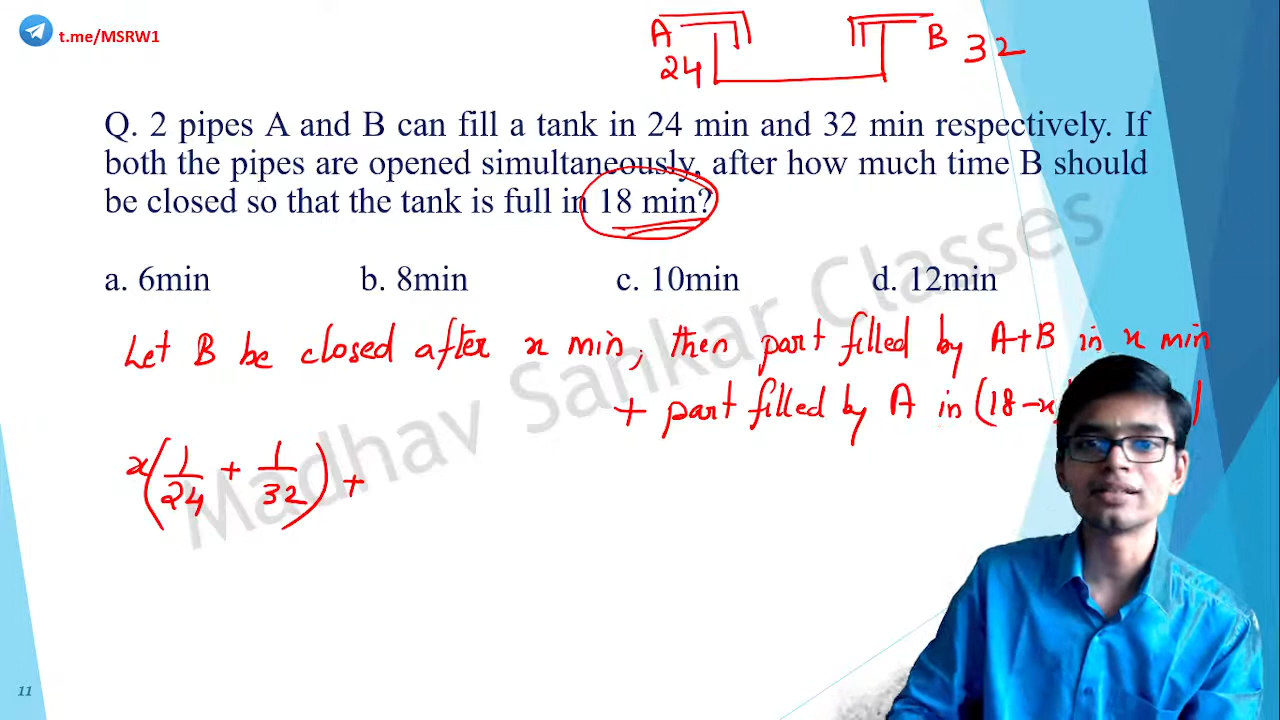 t.me/MSRW1
A B 32
24
Q. 2 pipes A and B can fill a tank in 24 min and 32 min respectively. If
both the pipes are opened simultaneously, after how much time B should
be closed so that the tank is full in 18 min?
a. 6min b. 8min c. 10min d. 12min
Let B be closed after x min, then part filled by A+B in x min
+ part filled by A in (18-x)
x(1/24 + 1/32) +
Madhav Sankar Classes
11